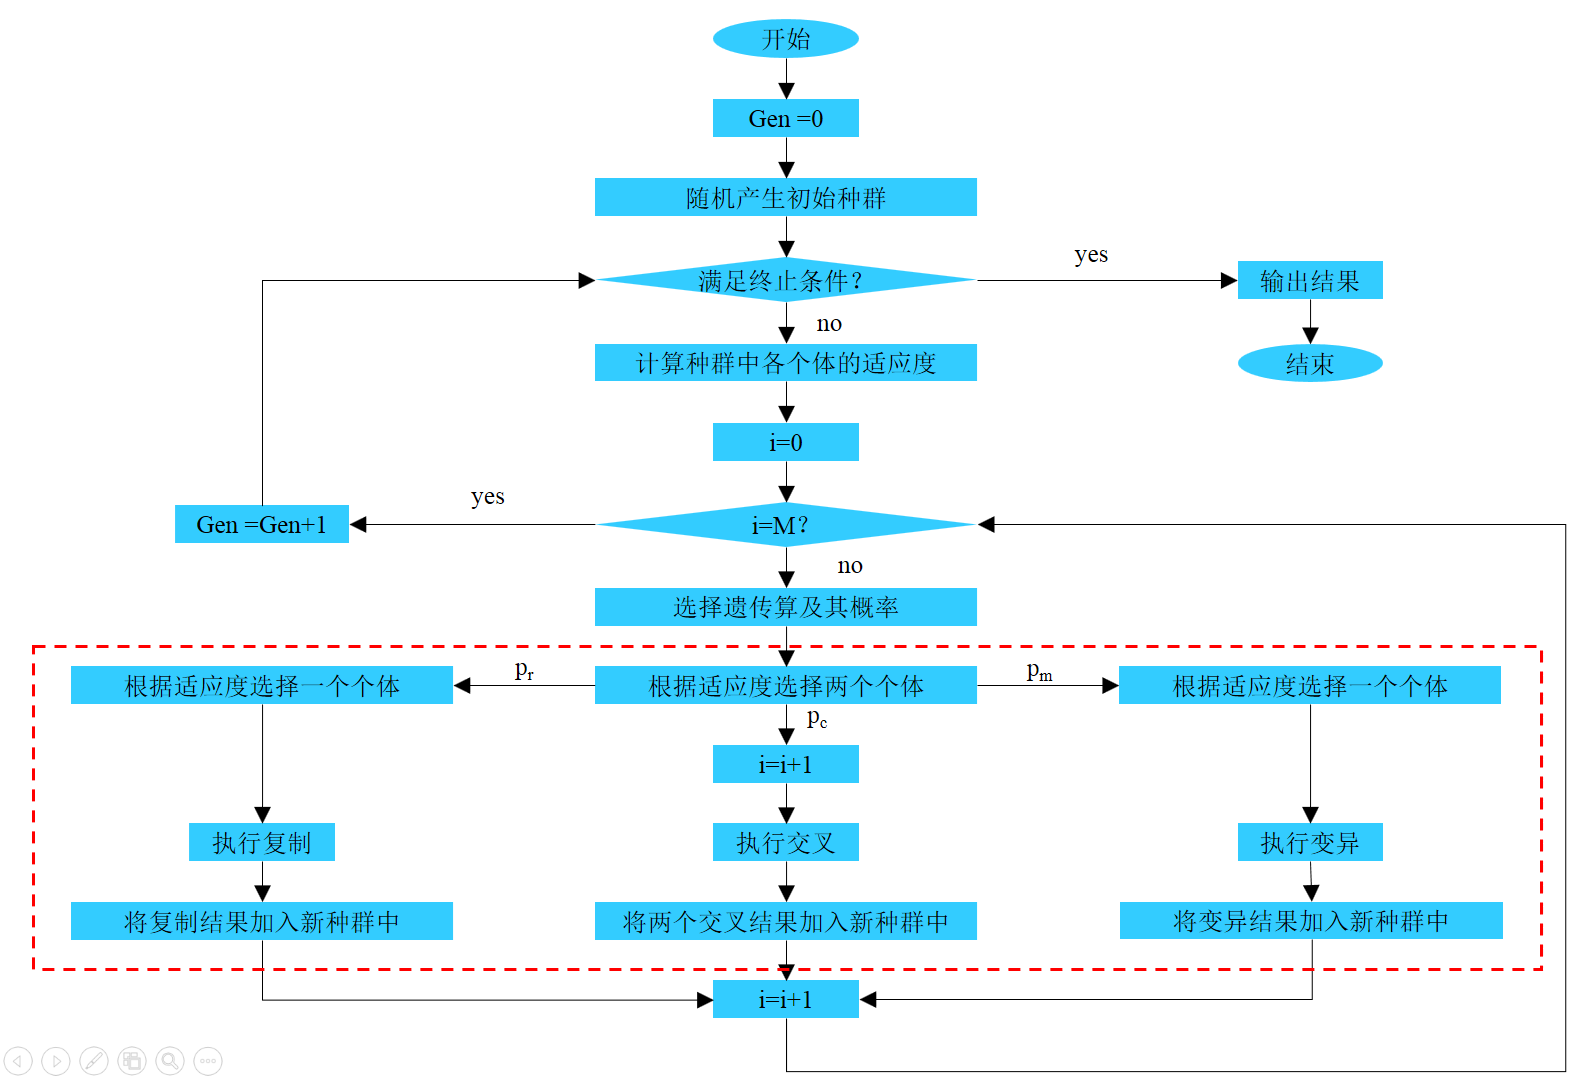 开始
Gen =0
随机产生初始种群
满足终止条件？
yes
输出结果
no
结束
计算种群中各个体的适应度
i=0
yes
Gen =Gen+1
i=M？
no
选择遗传算及其概率
根据适应度选择一个个体
pr
根据适应度选择两个个体
pm
根据适应度选择一个个体
pc
i=i+1
执行复制
执行交叉
执行变异
将复制结果加入新种群中
将两个交叉结果加入新种群中
将变异结果加入新种群中
i=i+1